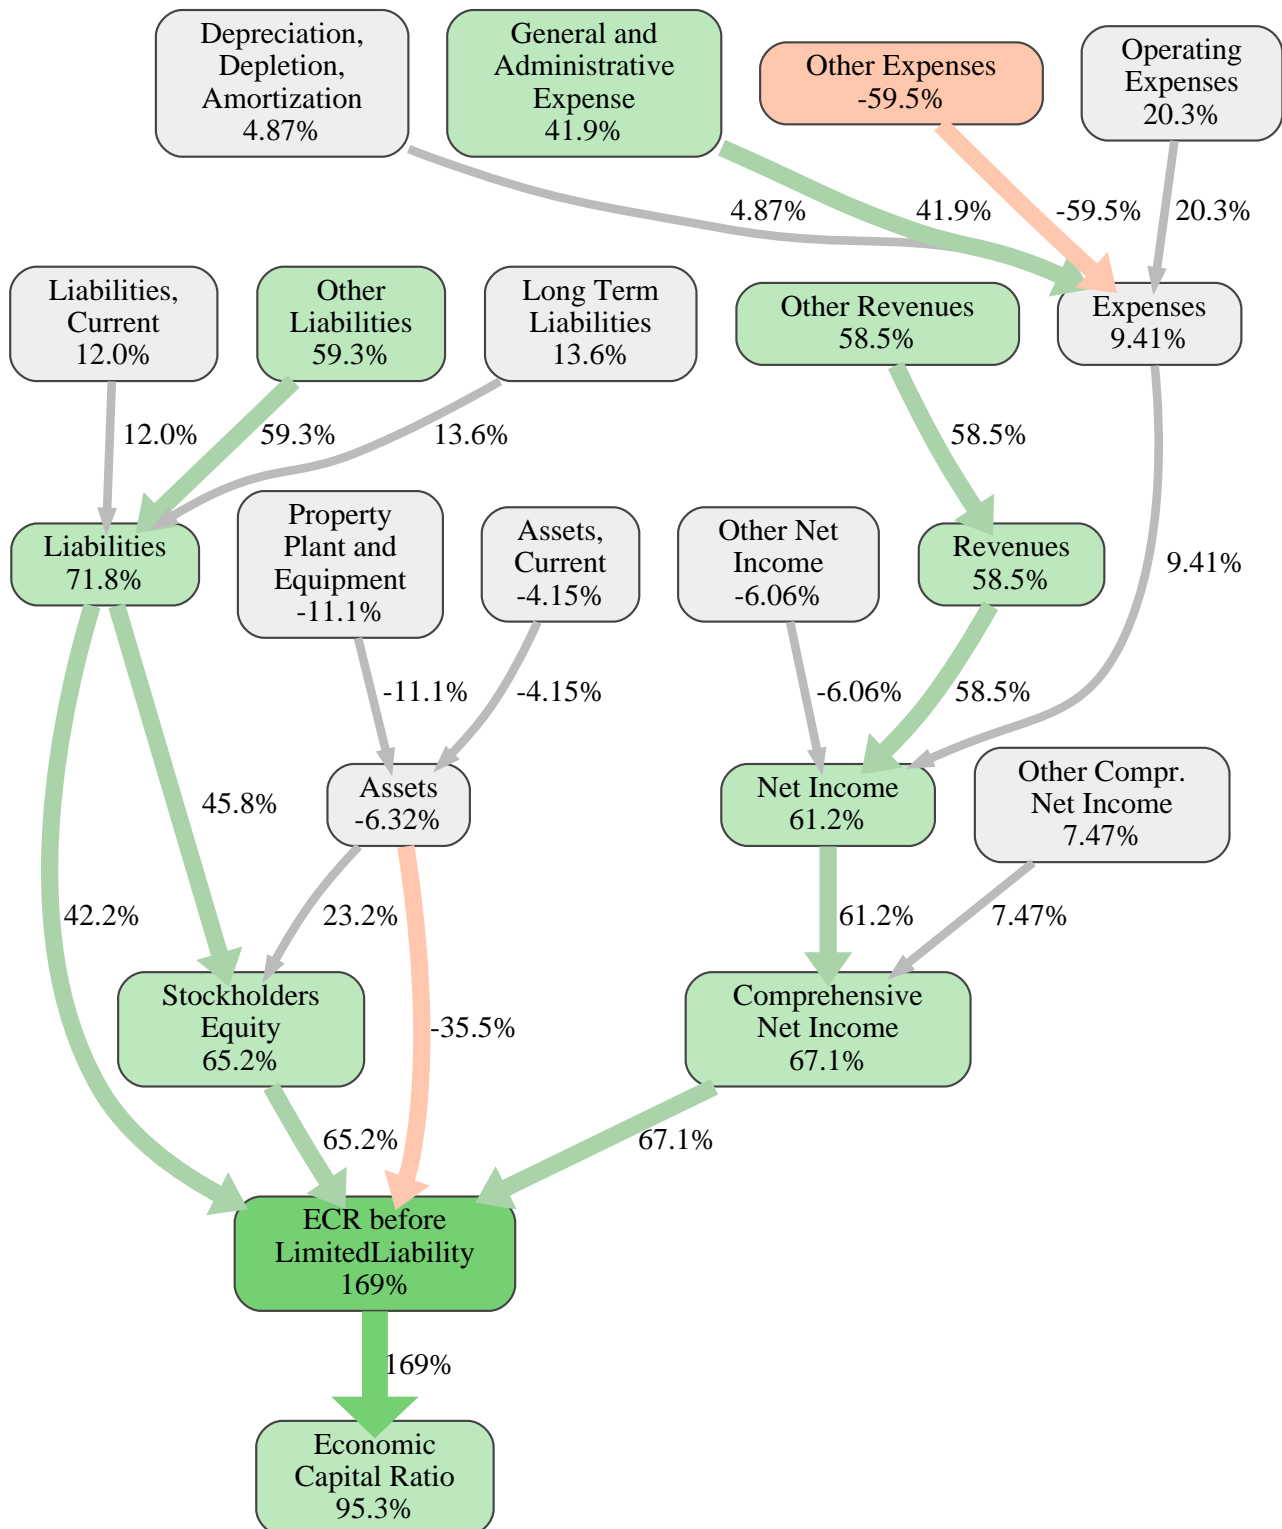 Depreciation,
Depletion,
Amortization
4.87%
General and
Administrative
Expense
41.9%
Other Expenses
-59.5%
Operating
Expenses
20.3%
4.87%
41.9%
-59.5%
20.3%
Liabilities,
Current
12.0%
Other
Liabilities
59.3%
Long Term
Liabilities
13.6%
Other Revenues
58.5%
Expenses
9.41%
12.0%
59.3%
13.6%
58.5%
Liabilities
71.8%
Property
Plant and
Equipment
-11.1%
Assets,
Current
-4.15%
Other Net
Income
-6.06%
Revenues
58.5%
9.41%
-11.1%
-4.15%
-6.06%
58.5%
45.8%
Assets
-6.32%
Net Income
61.2%
Other Compr.
Net Income
7.47%
42.2%
23.2%
61.2%
7.47%
Stockholders
Equity
65.2%
-35.5%
Comprehensive
Net Income
67.1%
65.2%
67.1%
ECR before
LimitedLiability
169%
169%
Economic
Capital Ratio
95.3%